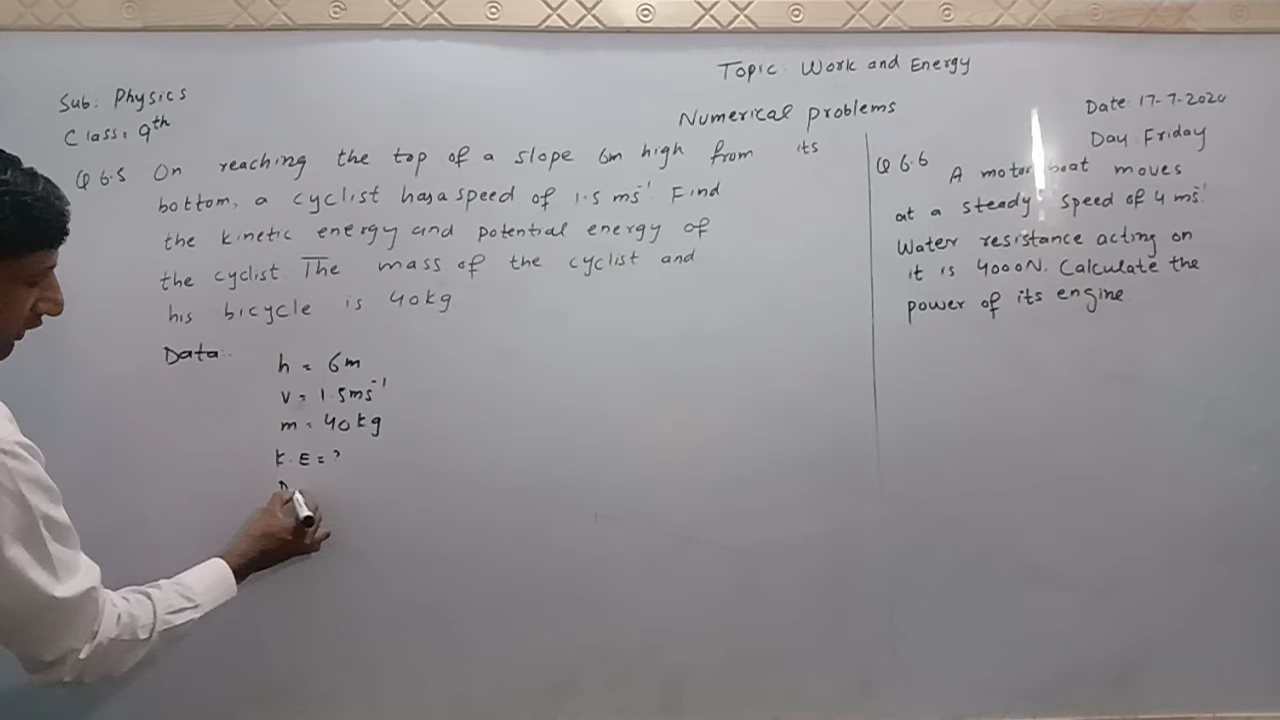 Topic: Work and Energy
Sub: Physics
Class: 9th
Numerical problems
Date: 17-7-2020
Day Friday
Q 6.5 On reaching the top of a slope 6m high from its
bottom, a cyclist has a speed of 1.5 ms⁻¹. Find
the kinetic energy and potential energy of
the cyclist. The mass of the cyclist and
his bicycle is 40kg.
Data:-
h = 6m
v = 1.5ms⁻¹
m = 40kg
K.E = ?
Q 6.6 A motor boat moves
at a steady speed of 4 ms⁻¹.
Water resistance acting on
it is 4000N. Calculate the
power of its engine